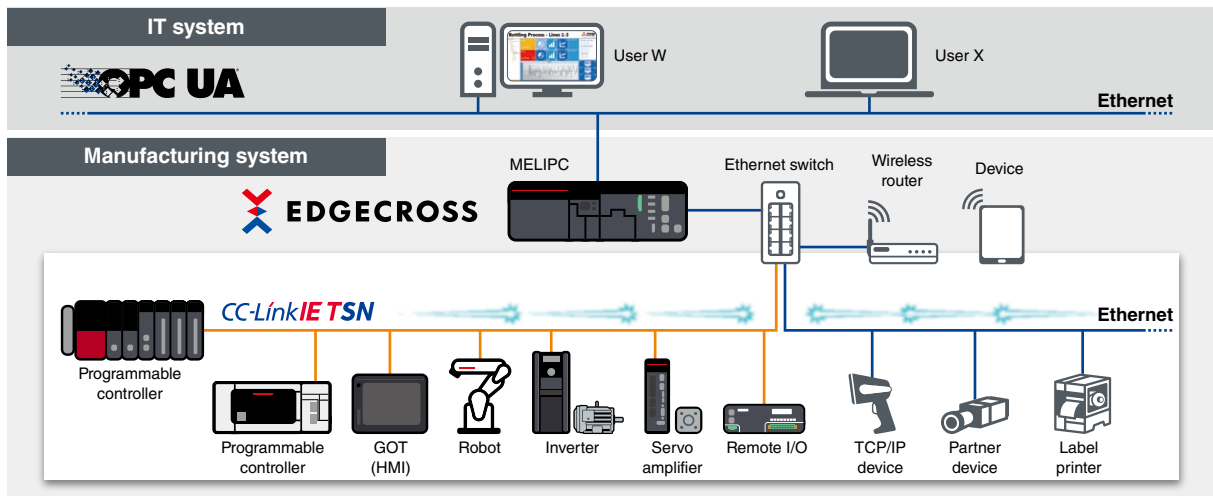 IT system
OPC UA
Bottling Process - Lines 2-3
User W
User X
Ethernet
Manufacturing system
EDGECROSS
MELIPC
Ethernet switch
Wireless
router
Device
CC-Link IE TSN
Ethernet
Programmable
controller
Programmable
controller
GOT
(HMI)
Robot
Inverter
Servo
amplifier
Remote I/O
TCP/IP
device
Partner
device
Label
printer